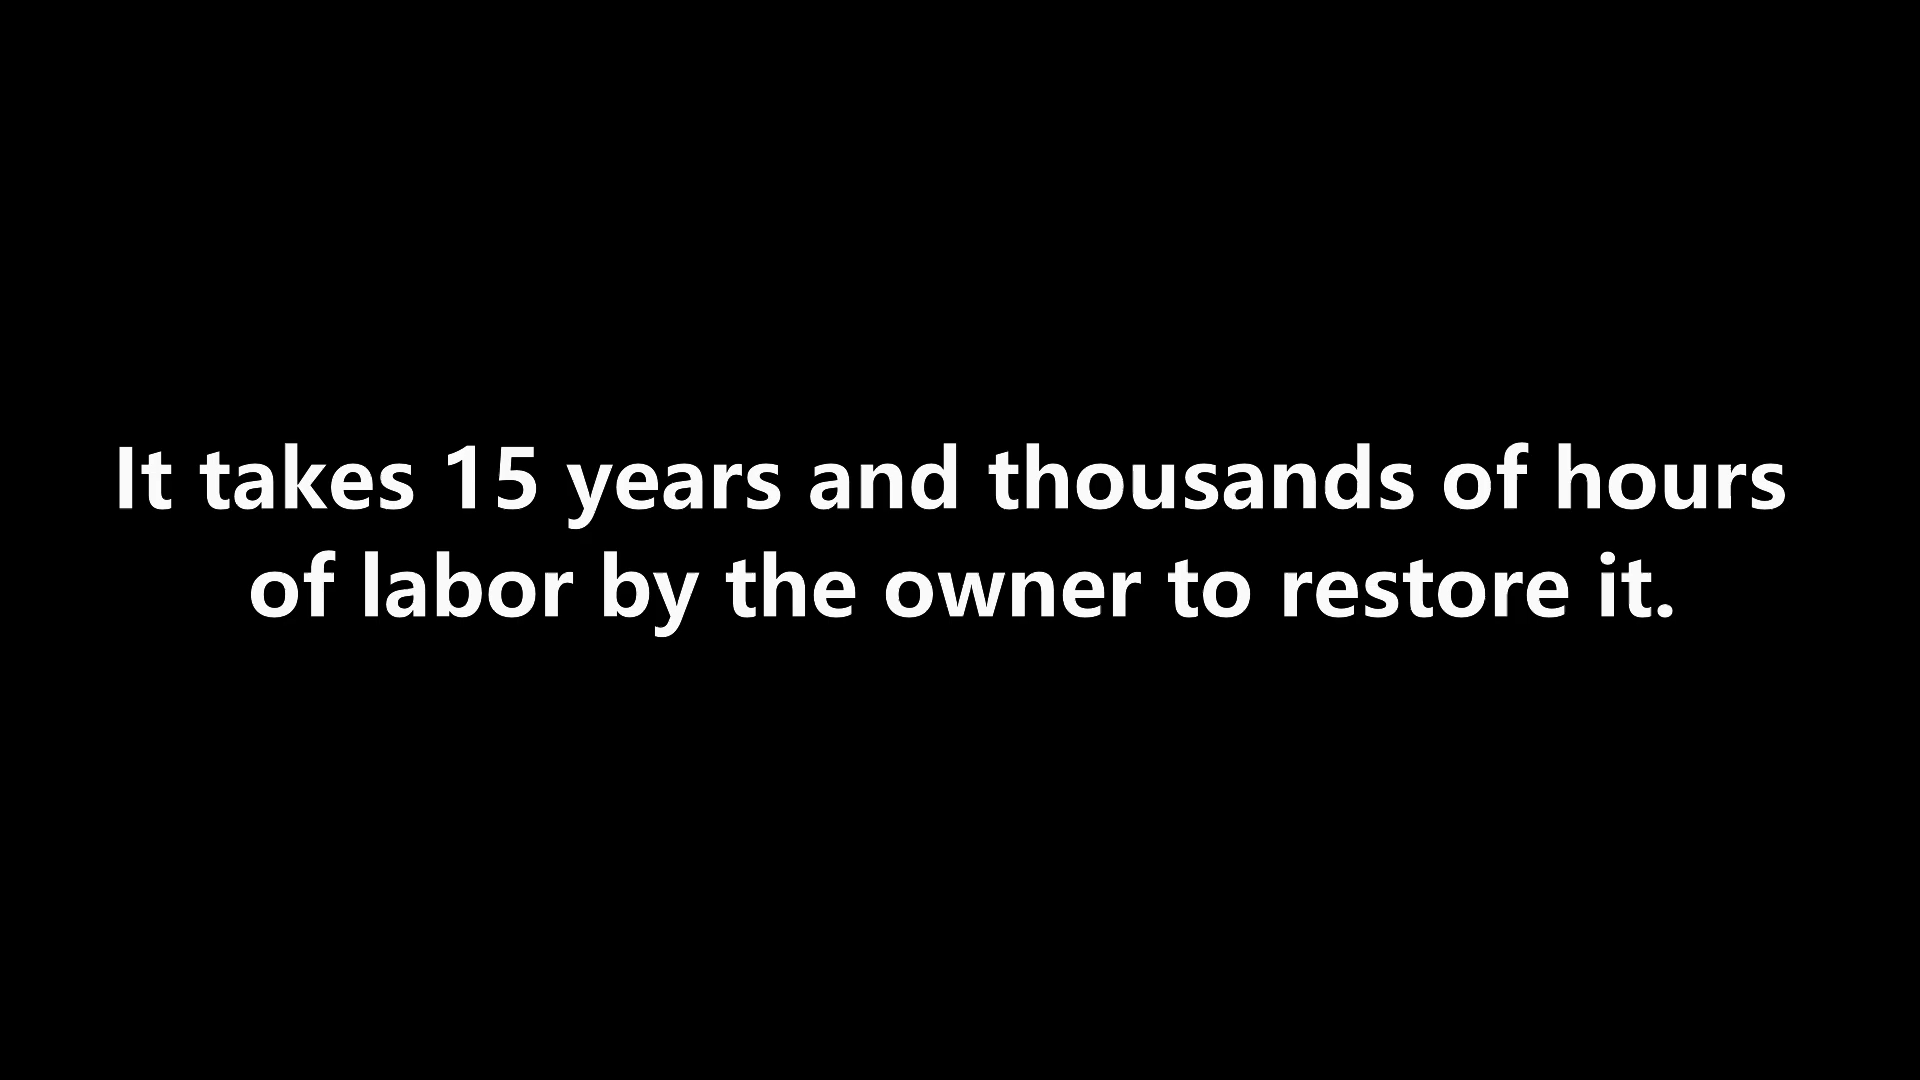 It takes 15 years and thousands of hours
of labor by the owner to restore it.